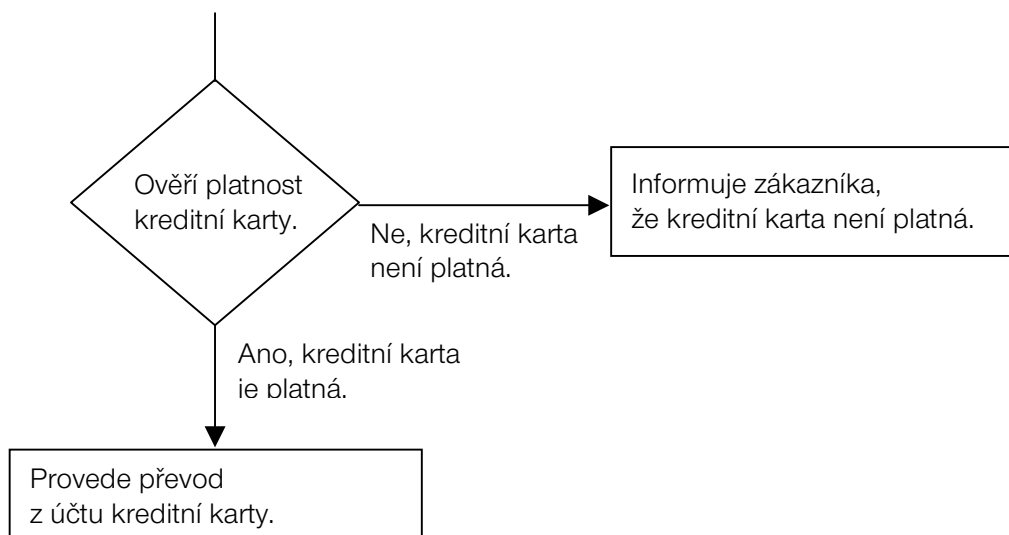 Ověří platnost
kreditní karty.
Informuje zákazníka,
že kreditní karta není platná.
Ne, kreditní karta
není platná.
Ano, kreditní karta
je platná.
Provede převod
z účtu kreditní karty.